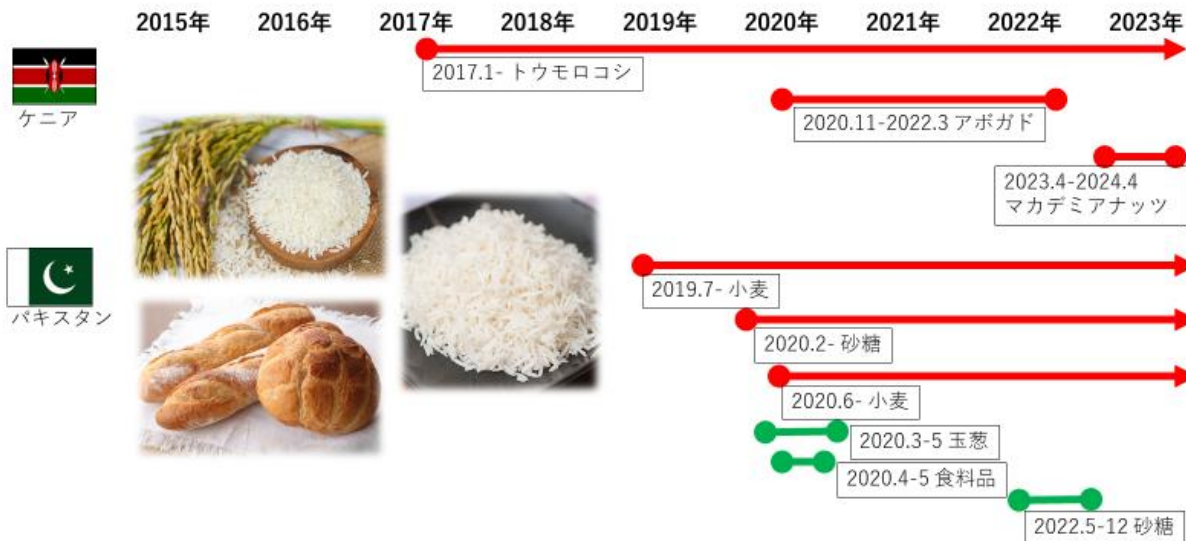 2015年 2016年 2017年 2018年 2019年 2020年 2021年 2022年 2023年
ケニア
2017.1- トウモロコシ
2020.11-2022.3 アボガド
2023.4-2024.4
マカデミアナッツ
パキスタン
2019.7- 小麦
2020.2- 砂糖
2020.6- 小麦
2020.3-5 玉葱
2020.4-5 食料品
2022.5-12 砂糖